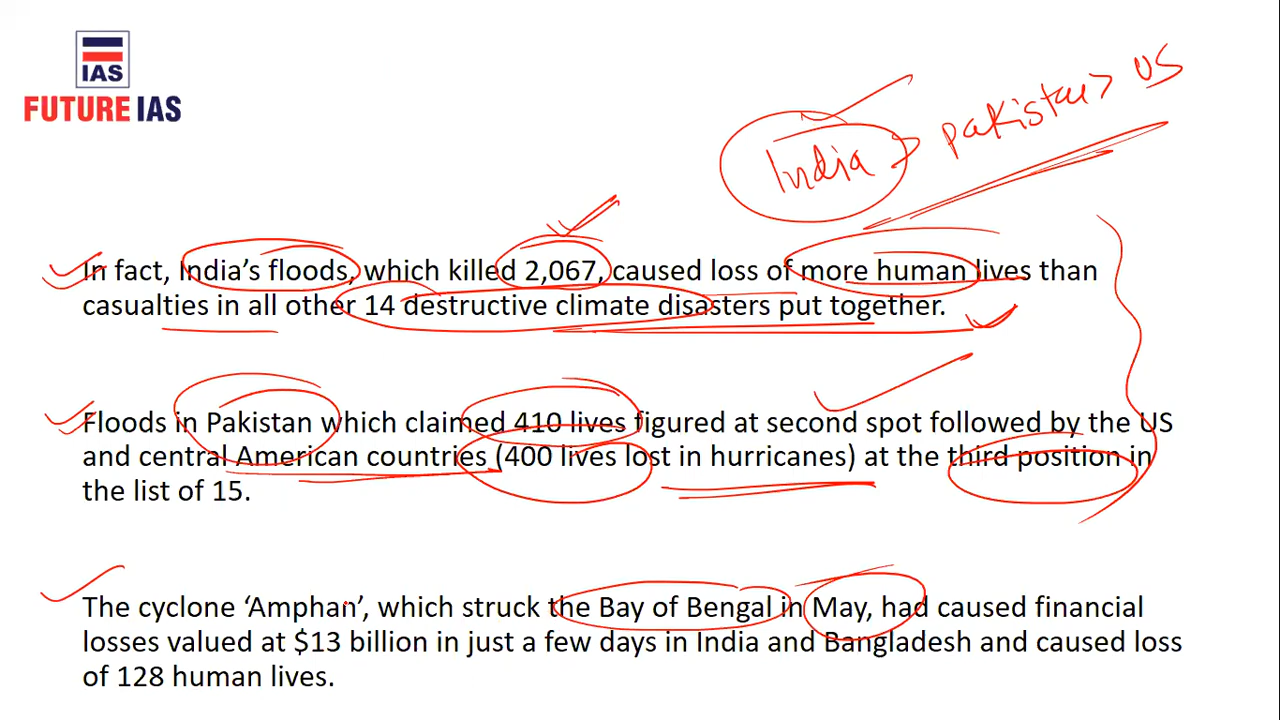 IAS
FUTURE IAS
India > Pakistan > US
In fact, India’s floods, which killed 2,067, caused loss of more human lives than
casualties in all other 14 destructive climate disasters put together.
Floods in Pakistan which claimed 410 lives figured at second spot followed by the US
and central American countries (400 lives lost in hurricanes) at the third position in
the list of 15.
The cyclone ‘Amphan’, which struck the Bay of Bengal in May, had caused financial
losses valued at $13 billion in just a few days in India and Bangladesh and caused loss
of 128 human lives.